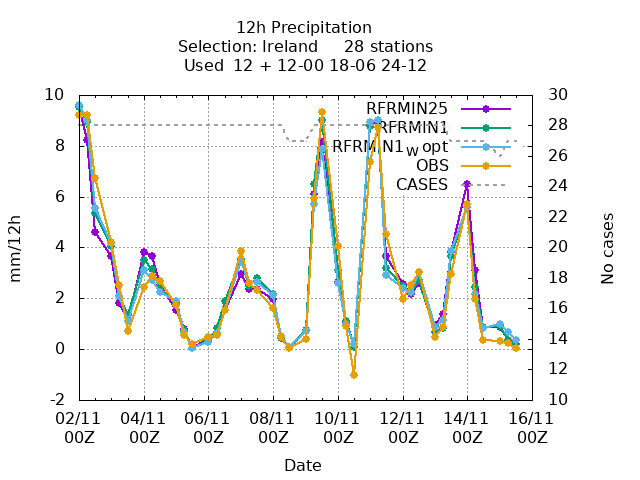 12h Precipitation
Selection: Ireland 28 stations
Used 12 + 12-00 18-06 24-12
mm/12h
10
8
6
4
2
0
-2
30
28
26
24
22
20
18
16
14
12
10
No cases
RFRMIN25
RFRMIN1
RFRMIN1wopt
OBS
CASES
02/11 04/11 06/11 08/11 10/11 12/11 14/11 16/11
00Z 00Z 00Z 00Z 00Z 00Z 00Z 00Z
Date